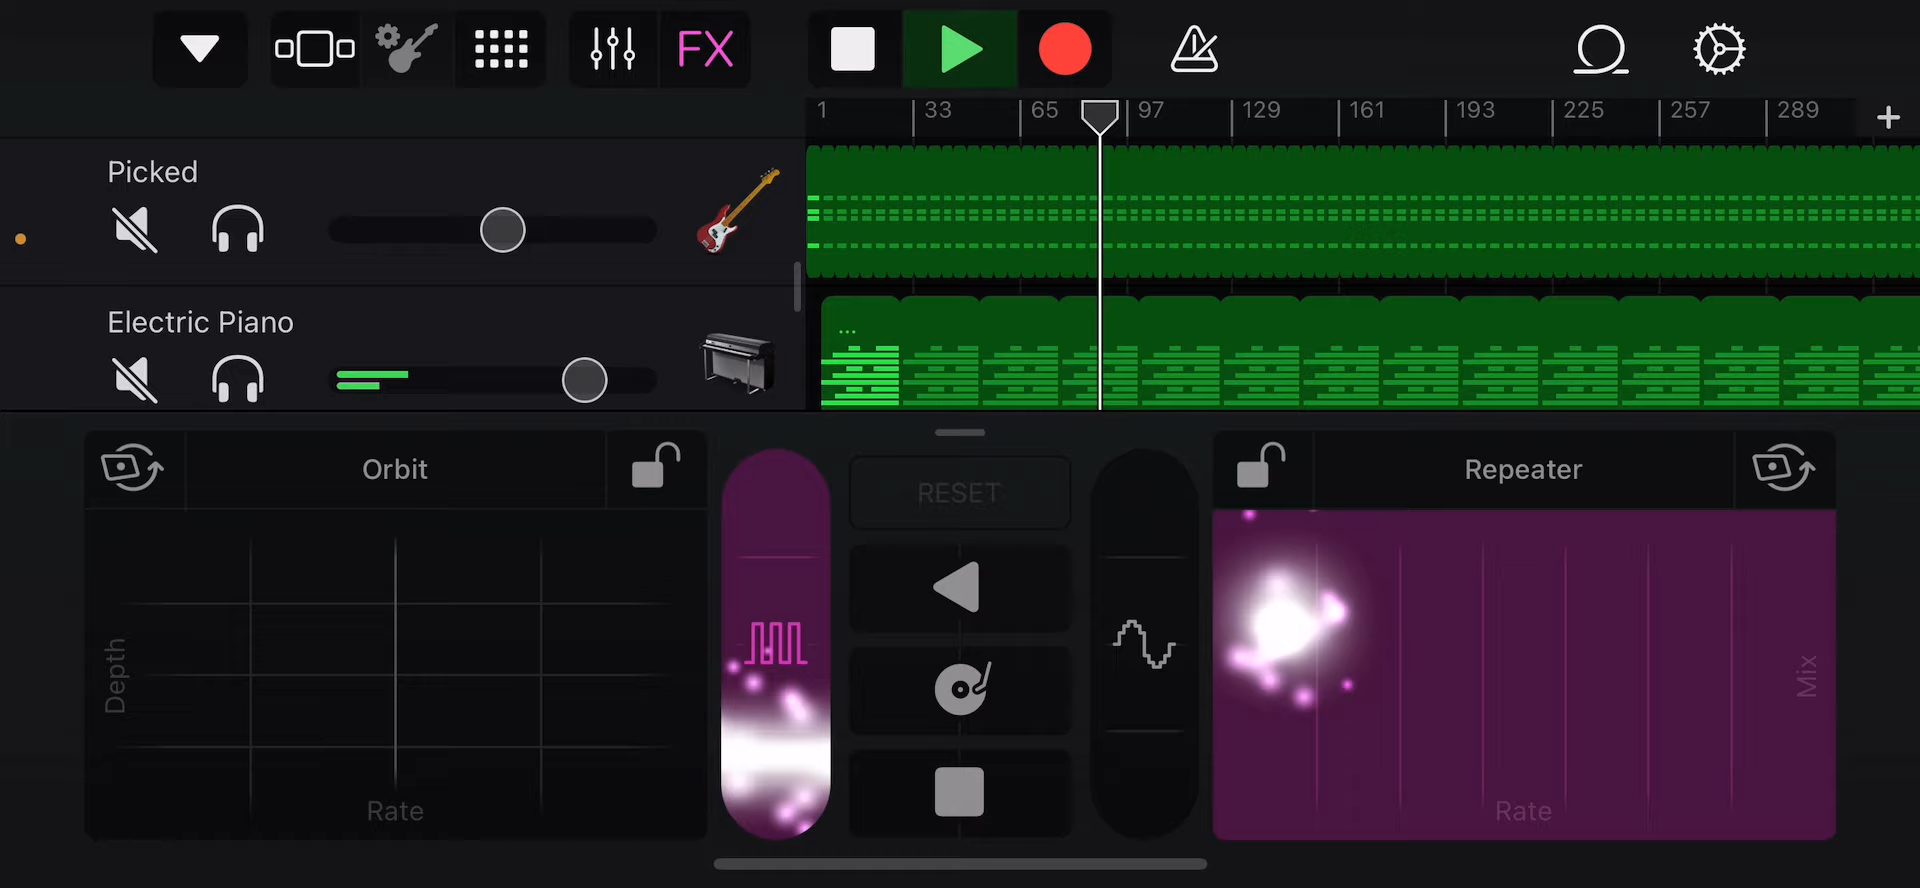 FX
1 33 65 97 129 161 193 225 257 289
Picked
Electric Piano
...
Orbit
RESET
Repeater
Depth
Rate
Mix
Rate